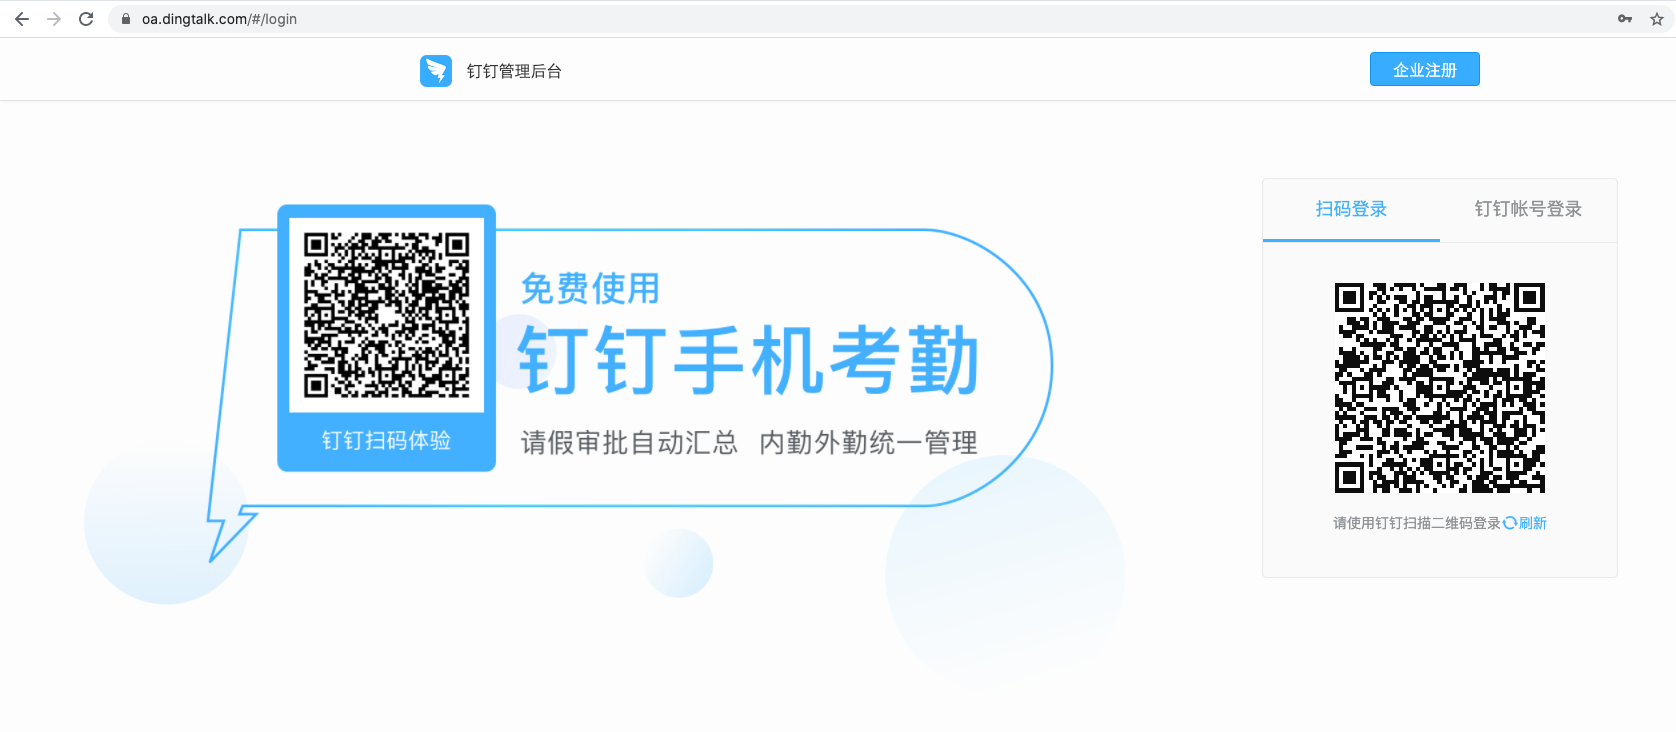 oa.dingtalk.com/#/login
钉钉管理后台
企业注册
免费使用
钉钉手机考勤
请假审批自动汇总 内勤外勤统一管理
钉钉扫码体验
扫码登录
钉钉帐号登录
请使用钉钉扫描二维码登录刷新